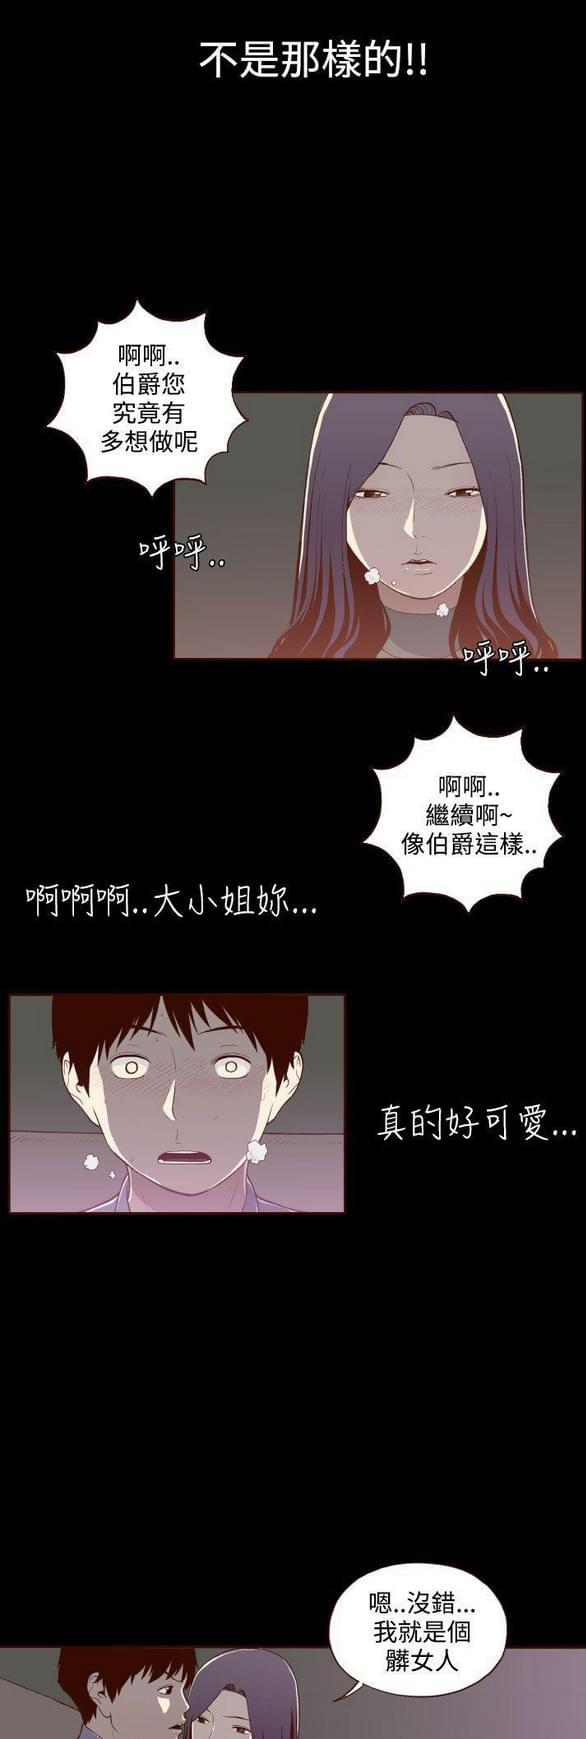 不是那樣的!!
啊啊..
伯爵您
究竟有
多想做呢
呼呼..
呼呼..
啊啊..
繼續啊~
像伯爵這樣..
啊啊啊..大小姐妳...
真的好可愛...
嗯..沒錯...
我就是個
髒女人